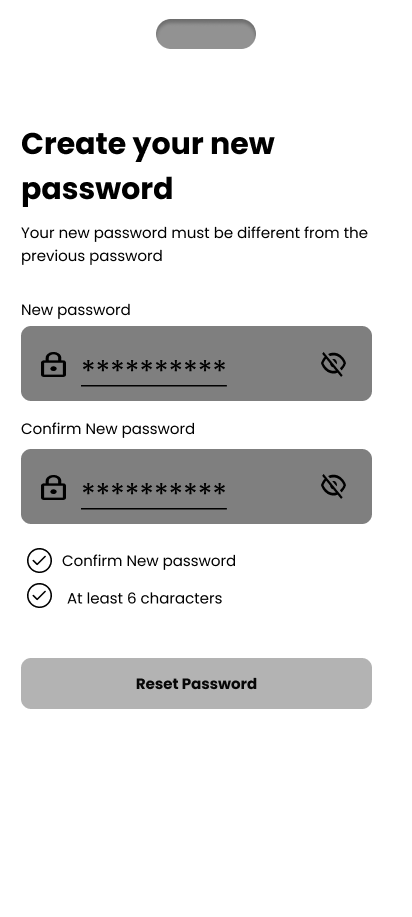 Create your new
password
Your new password must be different from the
previous password
New password
**********
Confirm New password
**********
Confirm New password
At least 6 characters
Reset Password